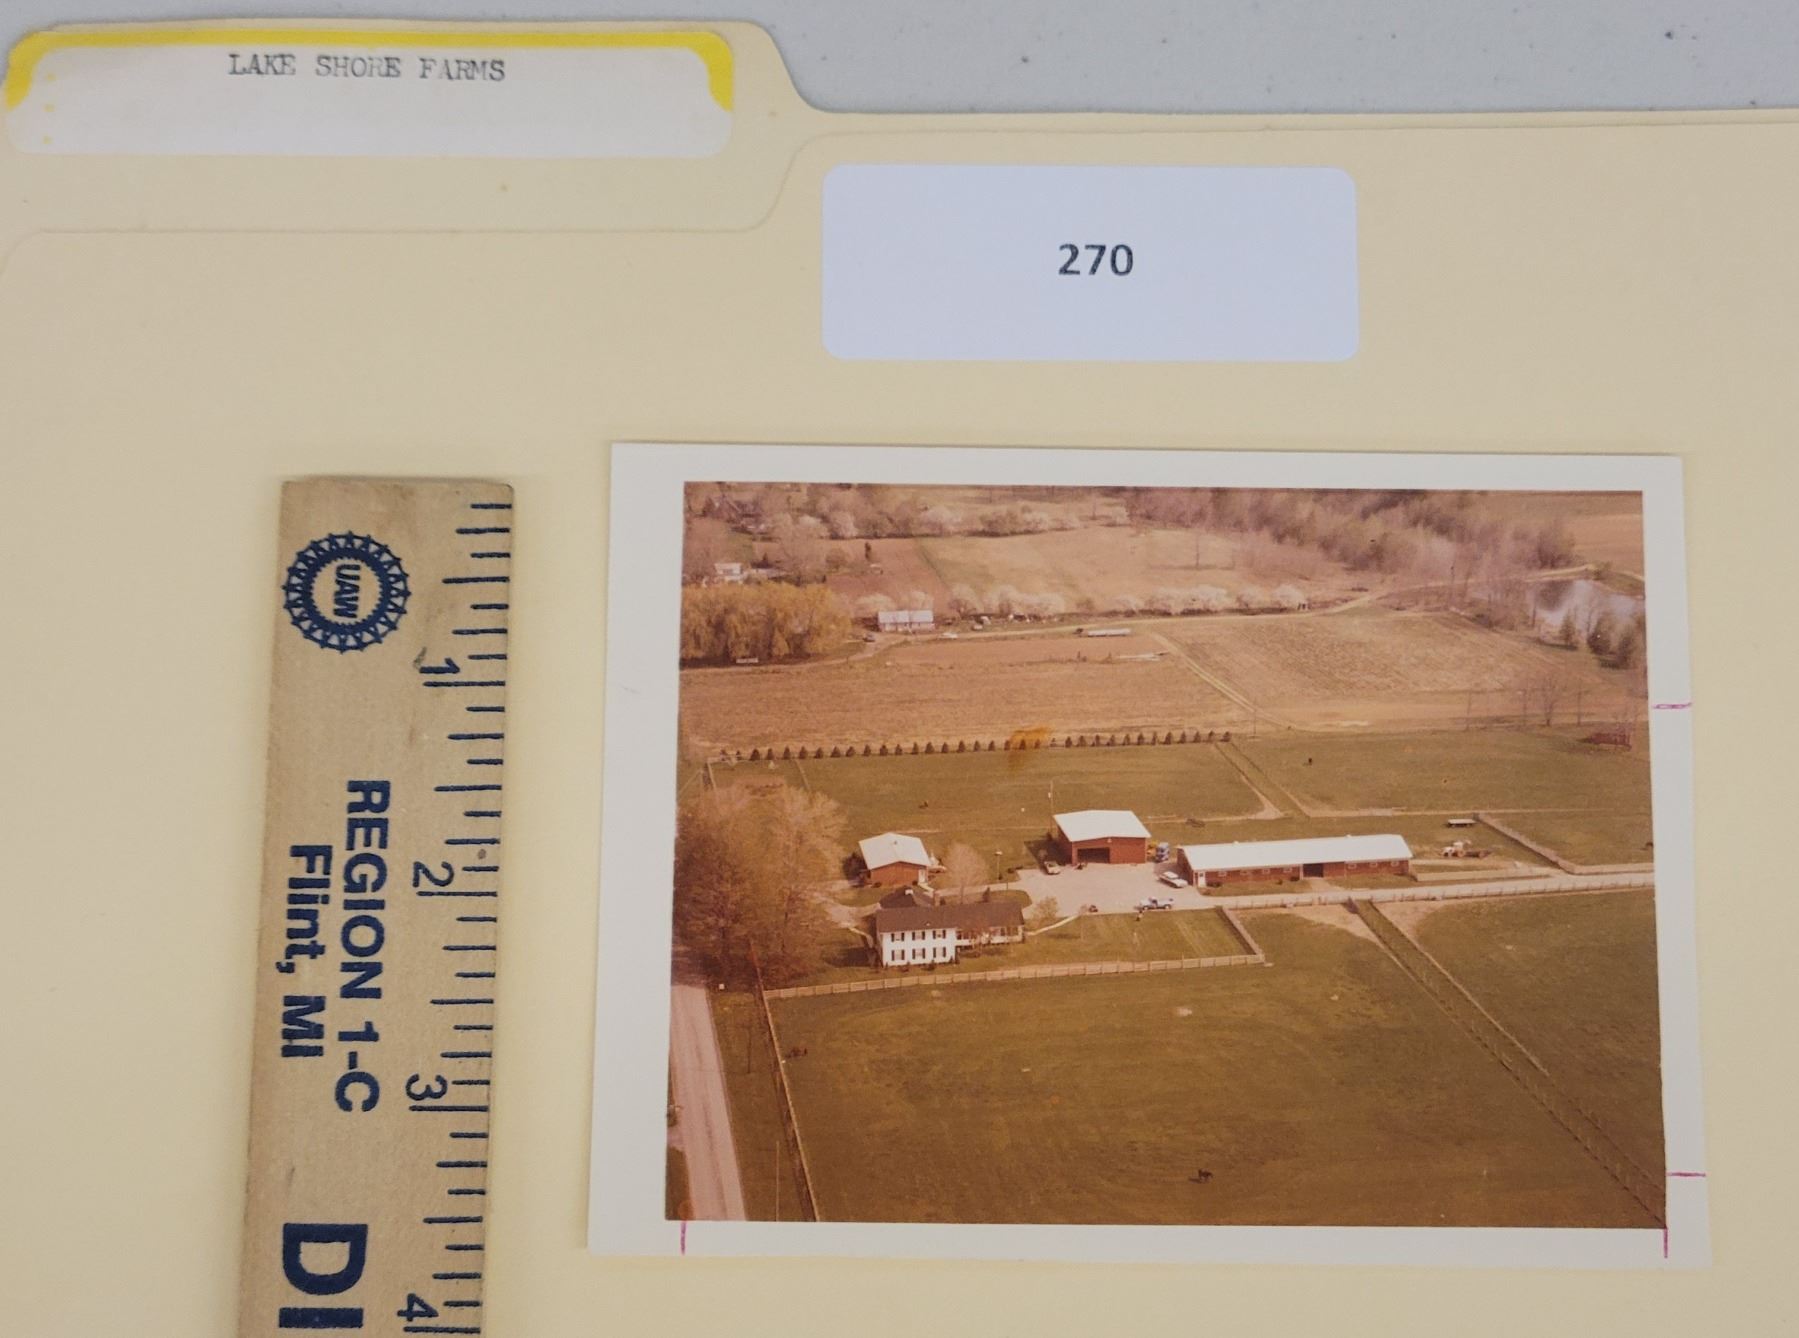 LAKE SHORE FARMS
270
UAW
REGION 1-C
Flint, MI
DI
1
2
3
4